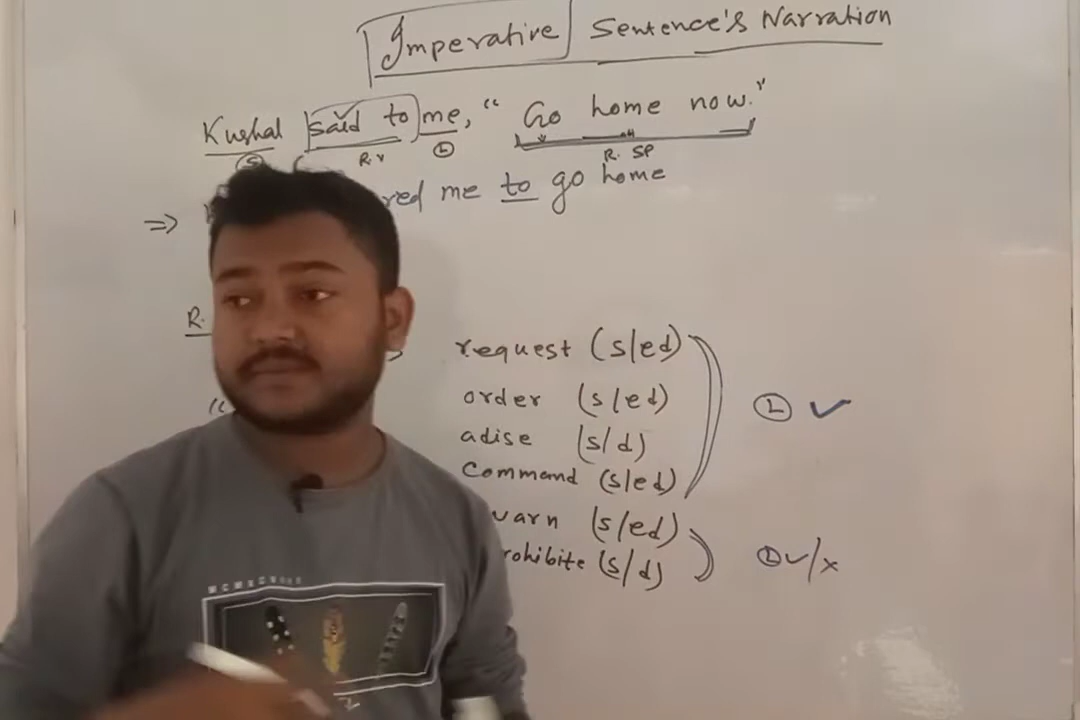 Imperative Sentence's Narration
Kushal said to me, “ Go home now.”
S R.V L R. SP
⇒ red me to go home
R.
“
request (s/ed)
order (s/ed)
adise (s/d)
Command (s/ed)
L ✓
warn (s/ed)
rohibite (s/d)
L ✓/x